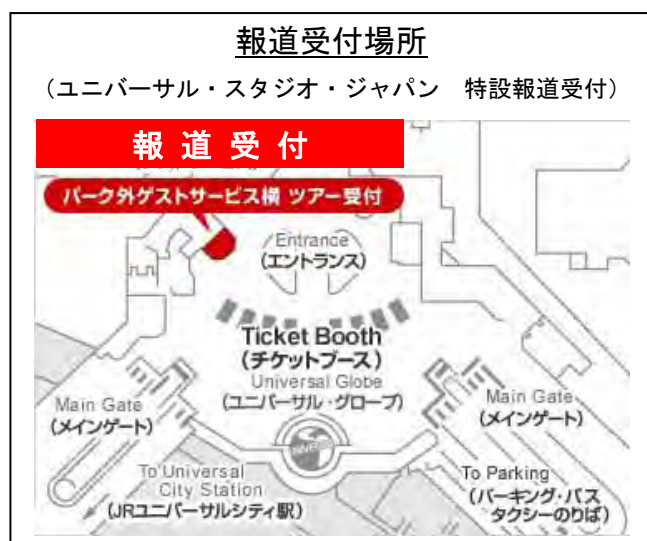 報道受付場所
（ユニバーサル・スタジオ・ジャパン　特設報道受付）
報 道 受 付
パーク外ゲストサービス横 ツアー受付
Entrance
(エントランス)
Ticket Booth
(チケットブース)
Universal Globe
(ユニバーサル・グローブ)
Main Gate
(メインゲート)
Main Gate
(メインゲート)
To Universal
City Station
(JRユニバーサルシティ駅)
To Parking
(パーキング・バス
タクシーのりば)